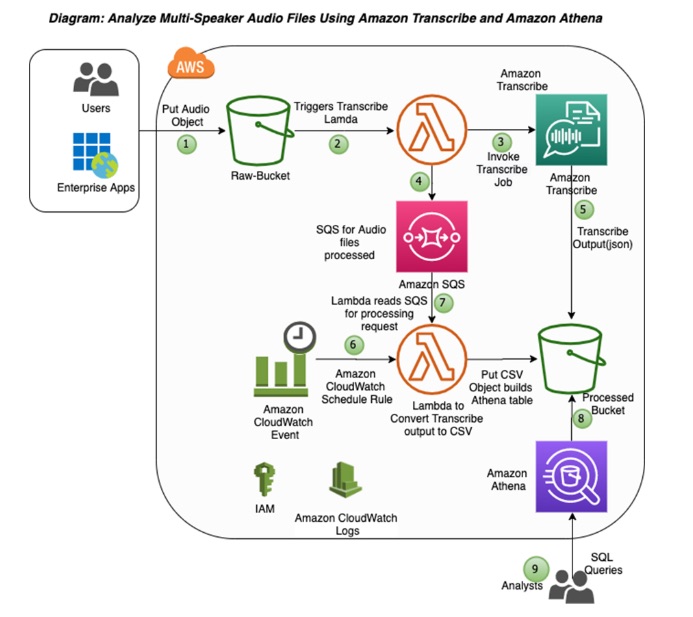 Diagram: Analyze Multi-Speaker Audio Files Using Amazon Transcribe and Amazon Athena
AWS
Users
Enterprise Apps
Put Audio
Object
1
Raw-Bucket
Triggers Transcribe
Lamda
2
3
Invoke
Transcribe
Job
Amazon
Transcribe
Amazon
Transcribe
4
5
Transcribe
Output(json)
SQS for Audio
files
processed
Amazon SQS
7
Lambda reads SQS
for processing
request
6
Amazon
CloudWatch
Schedule Rule
Amazon
CloudWatch
Event
Lambda to
Convert Transcribe
output to CSV
Put CSV
Object builds
Athena table
Processed
Bucket
8
Amazon
Athena
IAM
Amazon CloudWatch
Logs
9
Analysts
SQL
Queries